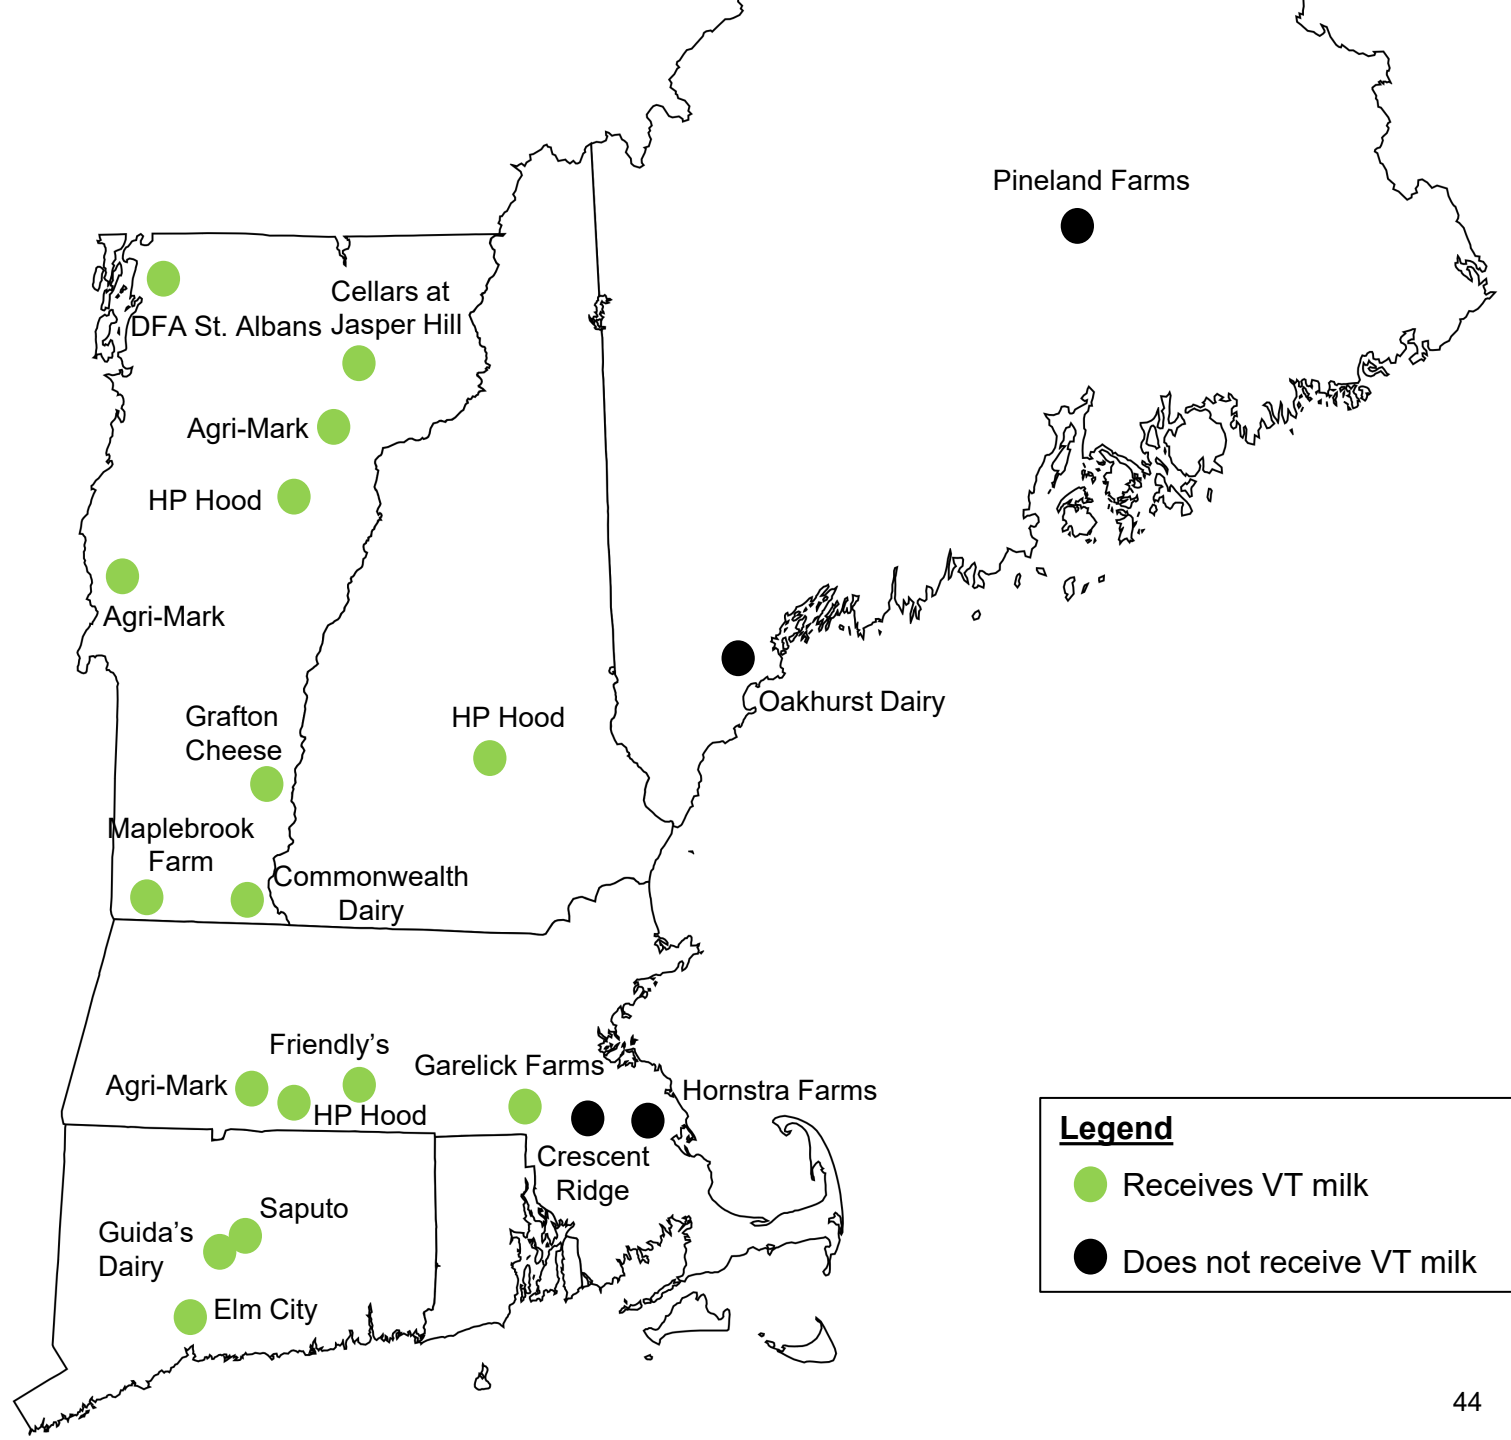 Pineland Farms
Cellars at
Jasper Hill
DFA St. Albans
Agri-Mark
HP Hood
Agri-Mark
Oakhurst Dairy
Grafton
Cheese
HP Hood
Maplebrook
Farm
Commonwealth
Dairy
Friendly’s
Agri-Mark
HP Hood
Garelick Farms
Hornstra Farms
Crescent
Ridge
Saputo
Guida’s
Dairy
Elm City
Legend
Receives VT milk
Does not receive VT milk
44